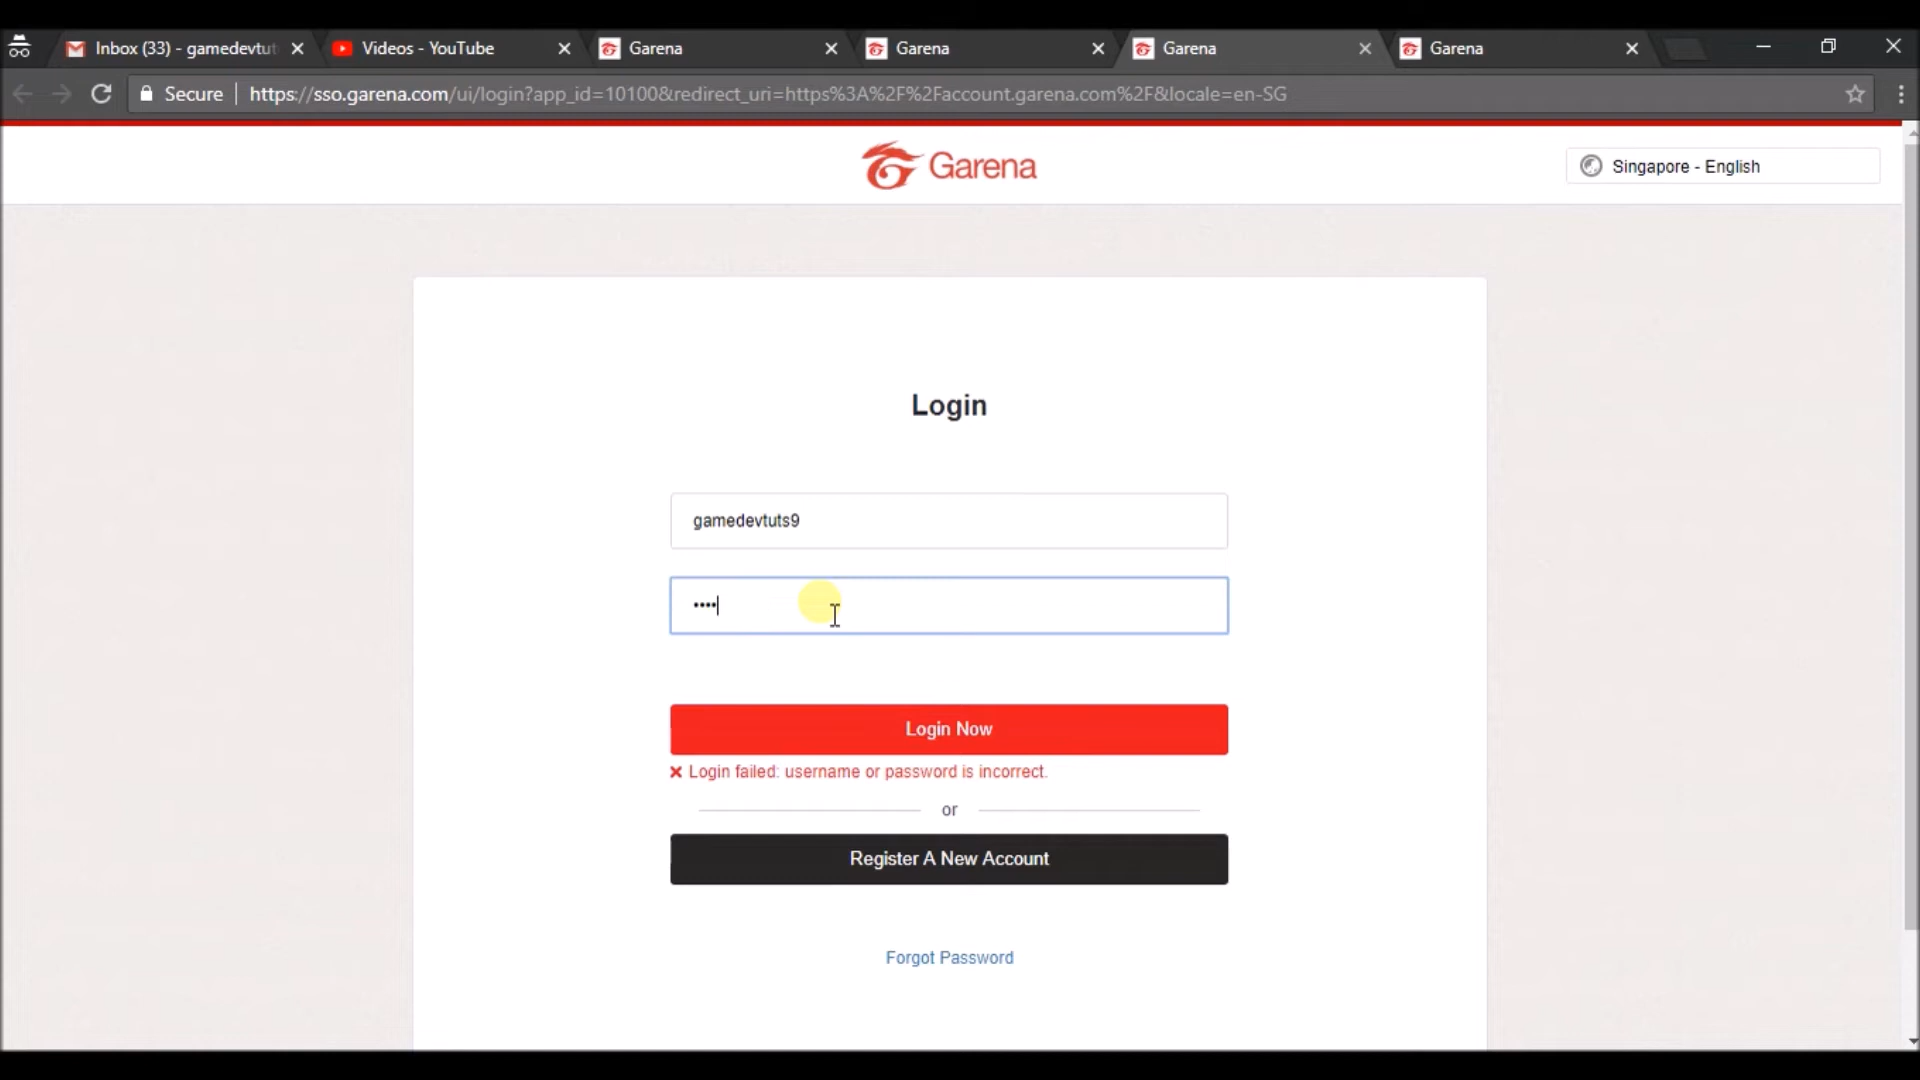 Inbox (33) - gamedevtut
Videos - YouTube
Garena
Garena
Garena
Garena
Secure
https://sso.garena.com/ui/login?app_id=10100&redirect_uri=https%3A%2F%2Faccount.garena.com%2F&locale=en-SG
Garena
Singapore - English
Login
gamedevtuts9
••••
Login Now
Login failed: username or password is incorrect.
or
Register A New Account
Forgot Password